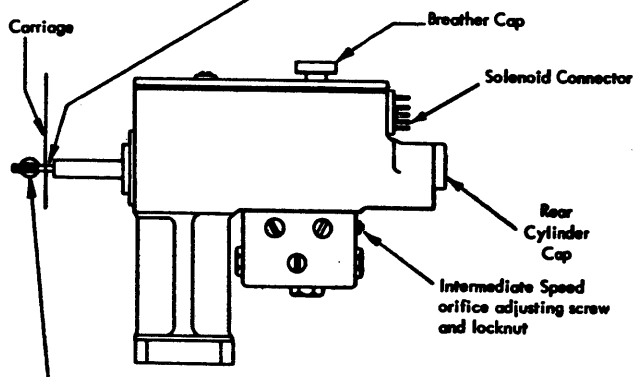 Carriage
Breather Cap
Solenoid Connector
Rear
Cylinder
Cap
Intermediate Speed
orifice adjusting screw
and locknut